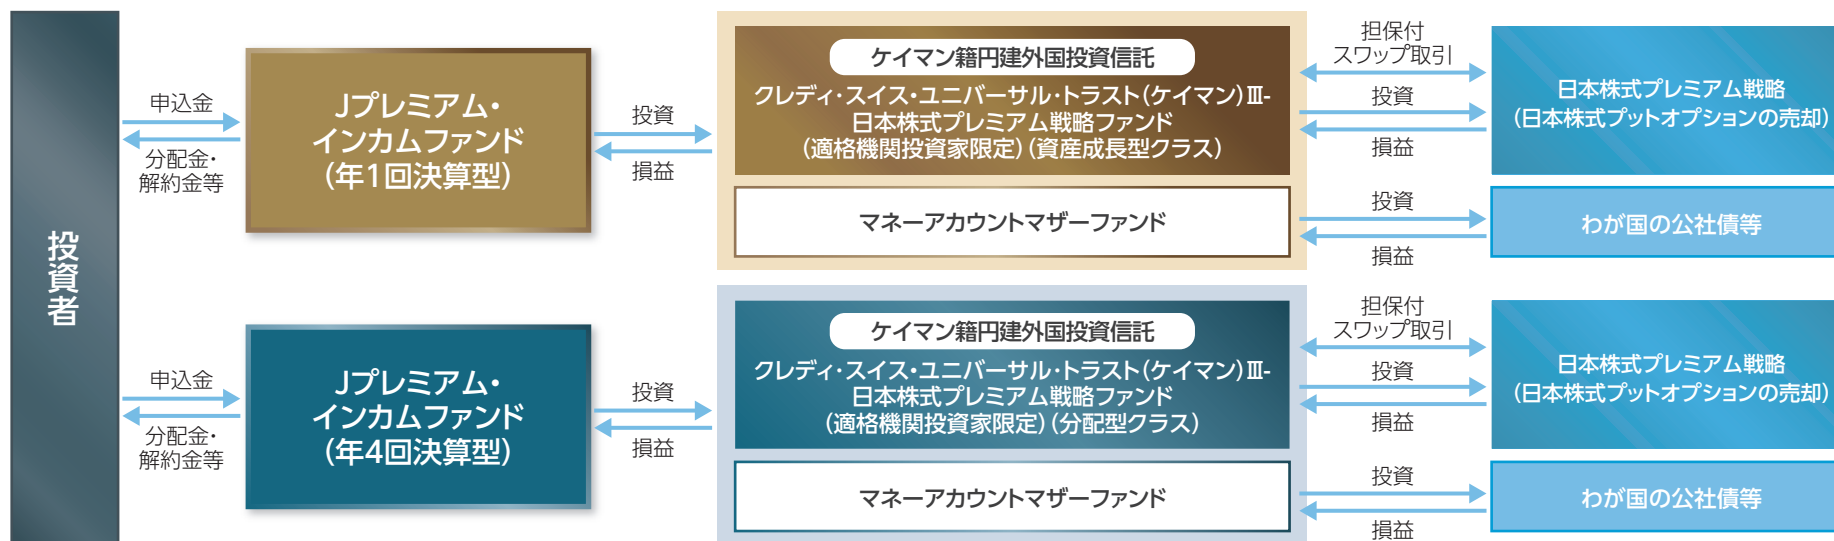 投資者
申込金
分配金・
解約金等
Jプレミアム・
インカムファンド
(年1回決算型)
投資
損益
ケイマン籍円建外国投資信託
クレディ・スイス・ユニバーサル・トラスト(ケイマン)Ⅲ-
日本株式プレミアム戦略ファンド
(適格機関投資家限定)(資産成長型クラス)
マネーアカウントマザーファンド
担保付
スワップ取引
投資
損益
日本株式プレミアム戦略
(日本株式プットオプションの売却)
投資
損益
わが国の公社債等
申込金
分配金・
解約金等
Jプレミアム・
インカムファンド
(年4回決算型)
投資
損益
ケイマン籍円建外国投資信託
クレディ・スイス・ユニバーサル・トラスト(ケイマン)Ⅲ-
日本株式プレミアム戦略ファンド
(適格機関投資家限定)(分配型クラス)
マネーアカウントマザーファンド
担保付
スワップ取引
投資
損益
日本株式プレミアム戦略
(日本株式プットオプションの売却)
投資
損益
わが国の公社債等